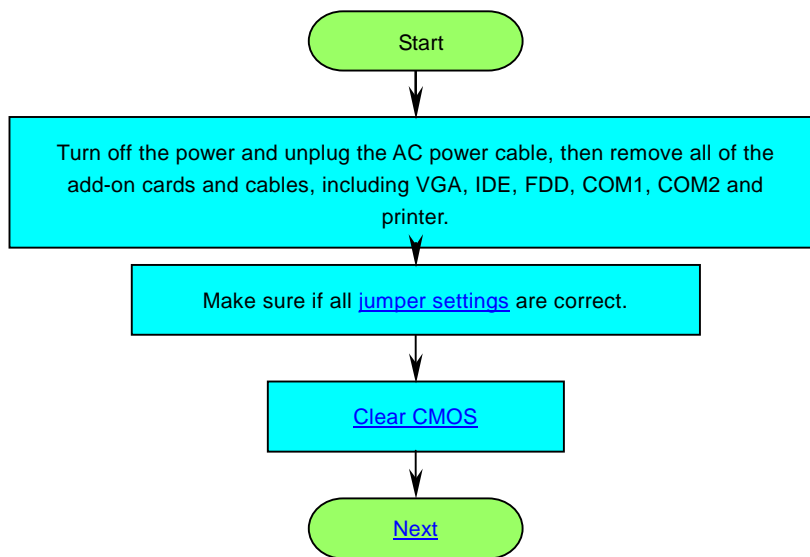 Start
Turn off the power and unplug the AC power cable, then remove all of the
add-on cards and cables, including VGA, IDE, FDD, COM1, COM2 and
printer.
Make sure if all jumper settings are correct.
Clear CMOS
Next